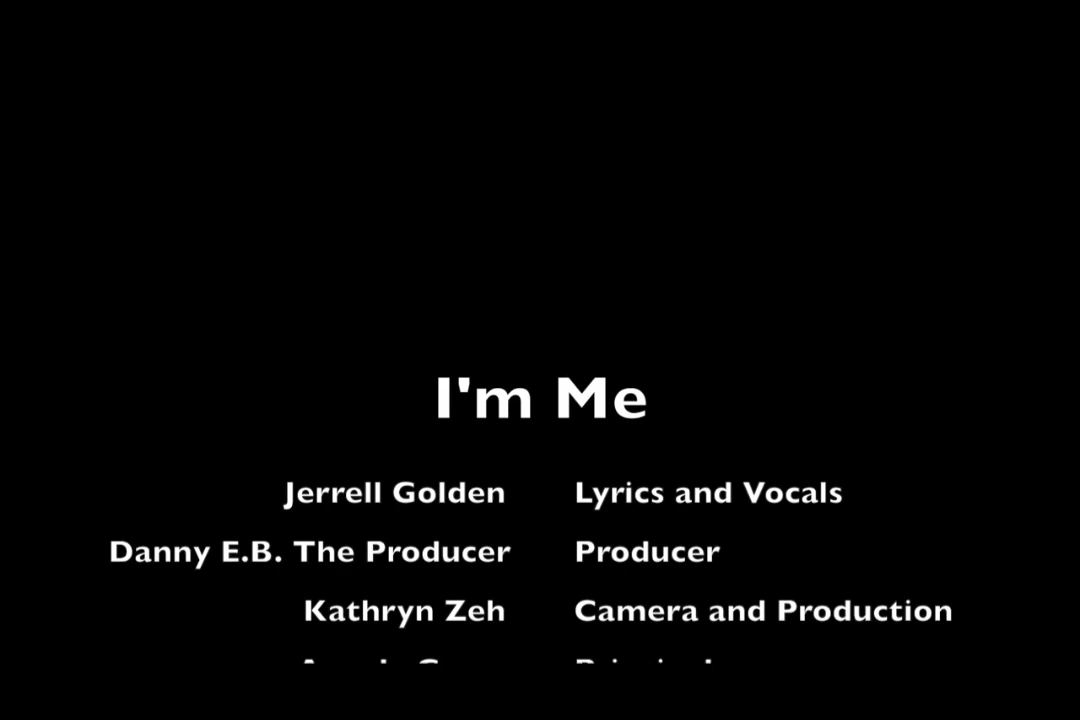 I'm Me
Jerrell Golden Lyrics and Vocals
Danny E.B. The Producer Producer
Kathryn Zeh Camera and Production